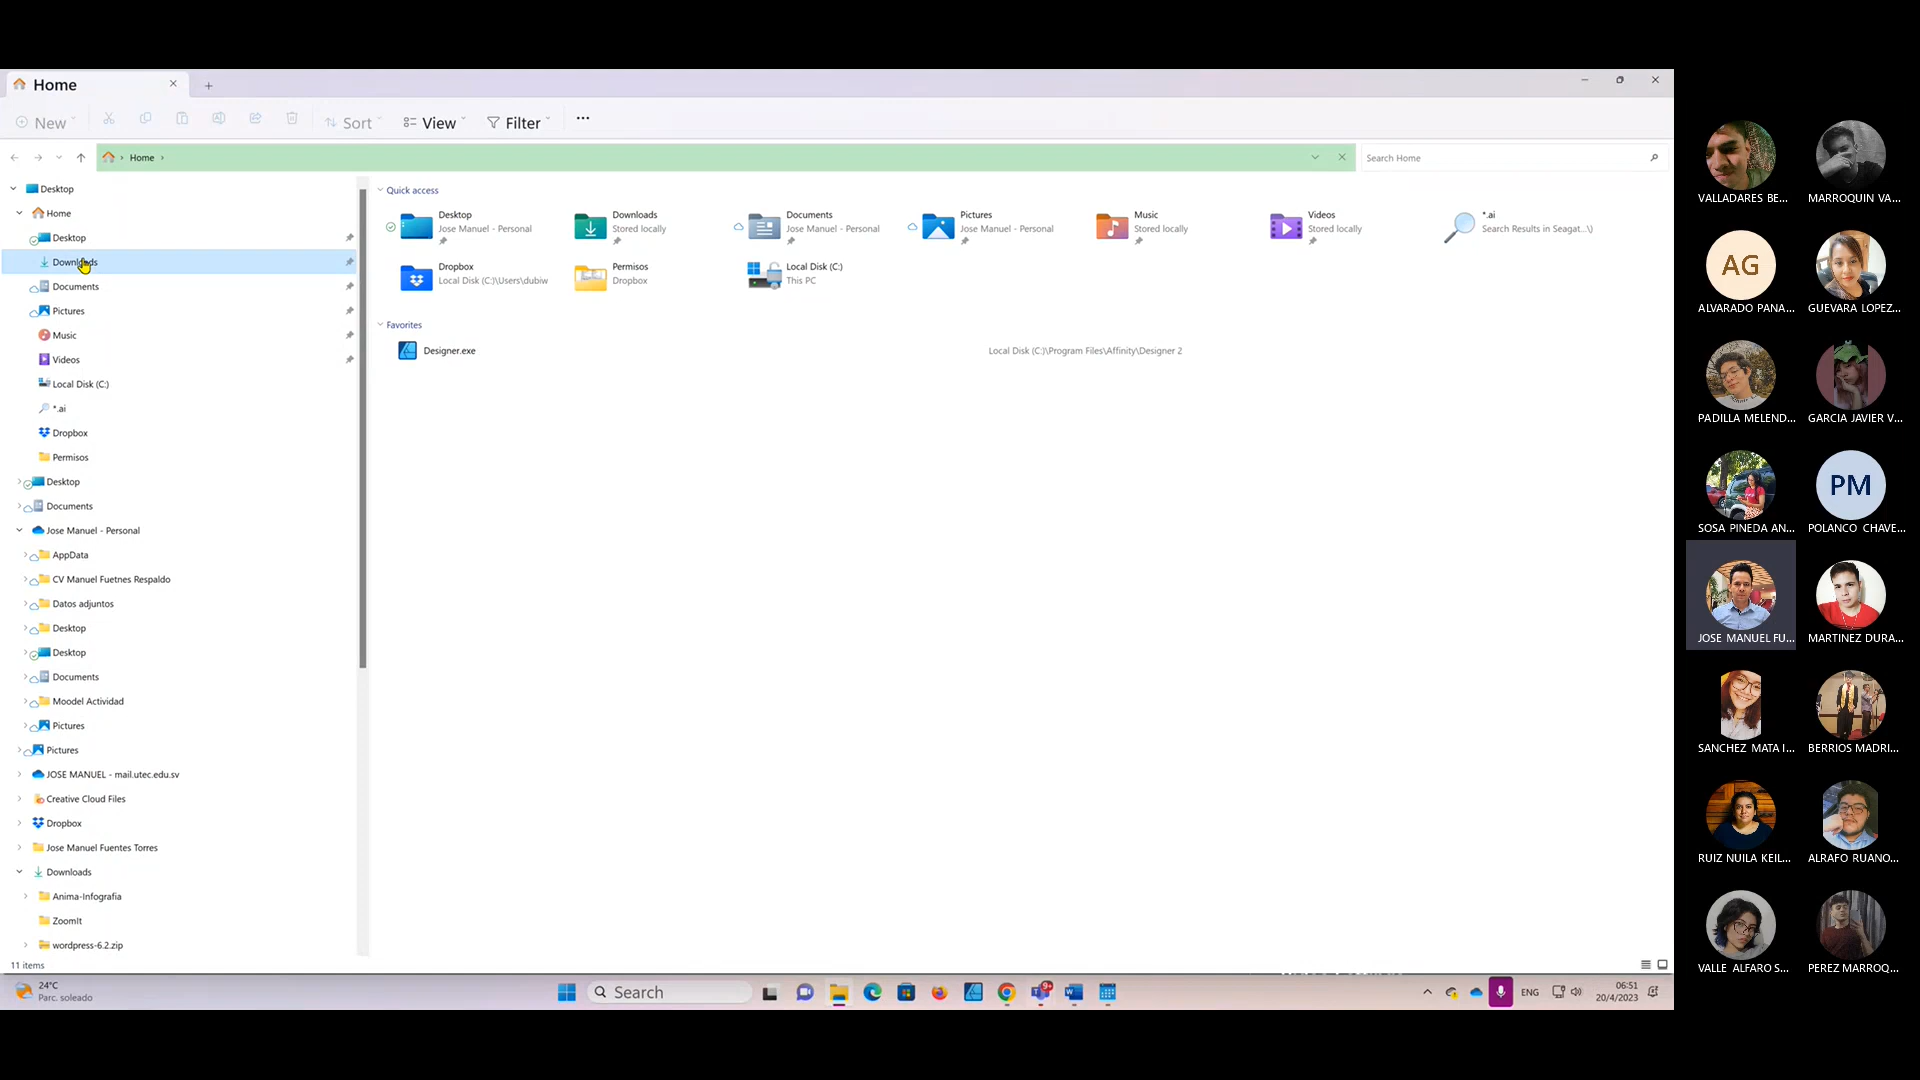 Home
New
Sort
View
Filter
Home
Search Home
Desktop
Home
Desktop
Downloads
Documents
Pictures
Music
Videos
Local Disk (C:)
*.ai
Dropbox
Permisos
Desktop
Documents
Jose Manuel - Personal
AppData
CV Manuel Fuetnes Respaldo
Datos adjuntos
Desktop
Desktop
Documents
Moodel Actividad
Pictures
Pictures
JOSE MANUEL - mail.utec.edu.sv
Creative Cloud Files
Dropbox
Jose Manuel Fuentes Torres
Downloads
Anima-Infografia
ZoomIt
wordpress-6.2.zip
11 items
Quick access
Desktop
Jose Manuel - Personal
Downloads
Stored locally
Documents
Jose Manuel - Personal
Pictures
Jose Manuel - Personal
Music
Stored locally
Videos
Stored locally
*.ai
Search Results in Seagat...\)
Dropbox
Local Disk (C:)\Users\dubiw
Permisos
Dropbox
Local Disk (C:)
This PC
Favorites
Designer.exe
Local Disk (C:)\Program Files\Affinity\Designer 2
24°C
Parc. soleado
Search
9+
ENG
06:51
20/4/2023
VALLADARES BE...
MARROQUIN VA...
AG
ALVARADO PANA...
GUEVARA LOPEZ...
PADILLA MELEND...
GARCIA JAVIER V...
SOSA PINEDA AN...
PM
POLANCO CHAVE...
JOSE MANUEL FU...
MARTINEZ DURA...
SANCHEZ MATA I...
BERRIOS MADRI...
RUIZ NUILA KEIL...
ALRAFO RUANO...
VALLE ALFARO S...
PEREZ MARROQ...